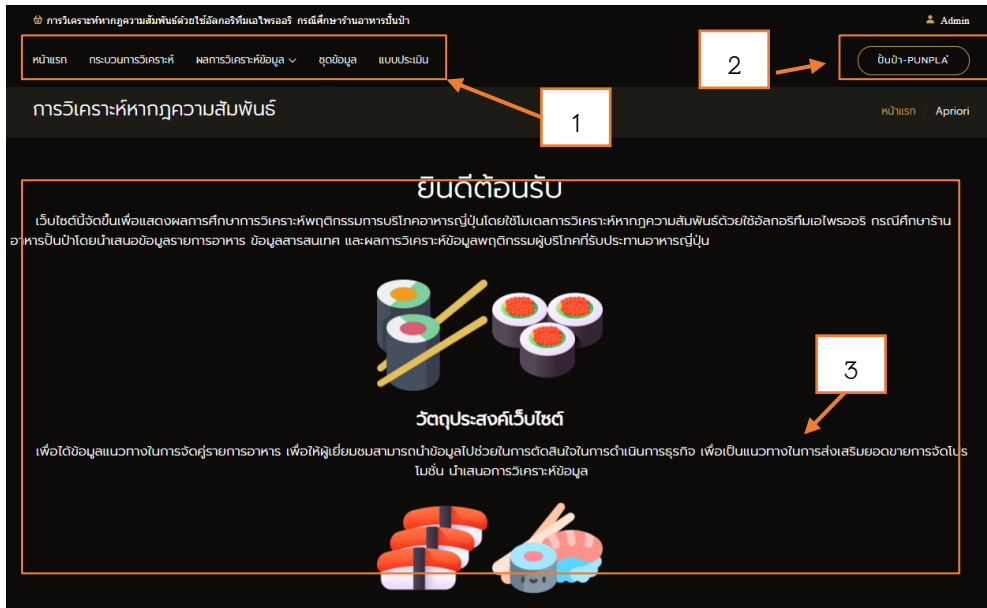 การวิเคราะห์หากฎความสัมพันธ์ด้วยใช้อัลกอริทึมเอไพรออริ กรณีศึกษาร้านอาหารปั้นป้า
Admin
หน้าแรก กระบวนการวิเคราะห์ ผลการวิเคราะห์ข้อมูล ชุดข้อมูล แบบประเมิน
2
ปั้นป้า-PUNPLA
การวิเคราะห์หากฎความสัมพันธ์
1
หน้าแรก / Apriori
ยินดีต้อนรับ
เว็บไซต์นี้จัดขึ้นเพื่อแสดงผลการศึกษาการวิเคราะห์พฤติกรรมการบริโภคอาหารญี่ปุ่นโดยใช้โมเดลการวิเคราะห์หากฎความสัมพันธ์ด้วยใช้อัลกอริทึมเอไพรออริ กรณีศึกษาร้าน
อาหารปั้นป้าโดยนำเสนอข้อมูลรายการอาหาร ข้อมูลสารสนเทศ และผลการวิเคราะห์ข้อมูลพฤติกรรมผู้บริโภคที่รับประทานอาหารญี่ปุ่น
3
วัตถุประสงค์เว็บไซต์
เพื่อได้ข้อมูลแนวทางในการจัดคู่รายการอาหาร เพื่อให้ผู้เยี่ยมชมสามารถนำข้อมูลไปช่วยในการตัดสินใจในการดำเนินการธุรกิจ เพื่อเป็นแนวทางในการส่งเสริมยอดขายการจัดโปร
โมชั่น นำเสนอการวิเคราะห์ข้อมูล